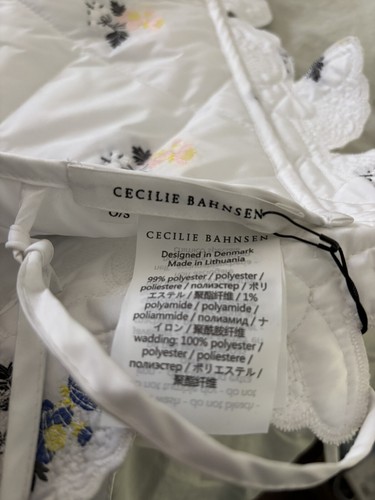 CECILIE BAHNSEN
O/S
CECILIE BAHNSEN
Designed in Denmark
Made in Lithuania
99% polyester / polyester /
poliestere / полиэстер / ポリ
エステル / 聚酯纤维 / 1%
polyamide / polyamide /
poliammide / полиамид / ナ
イロン / 聚酰胺纤维
wadding: 100% polyester /
polyester / poliestere /
полиэстер / ポリエステル /
聚酯纤维